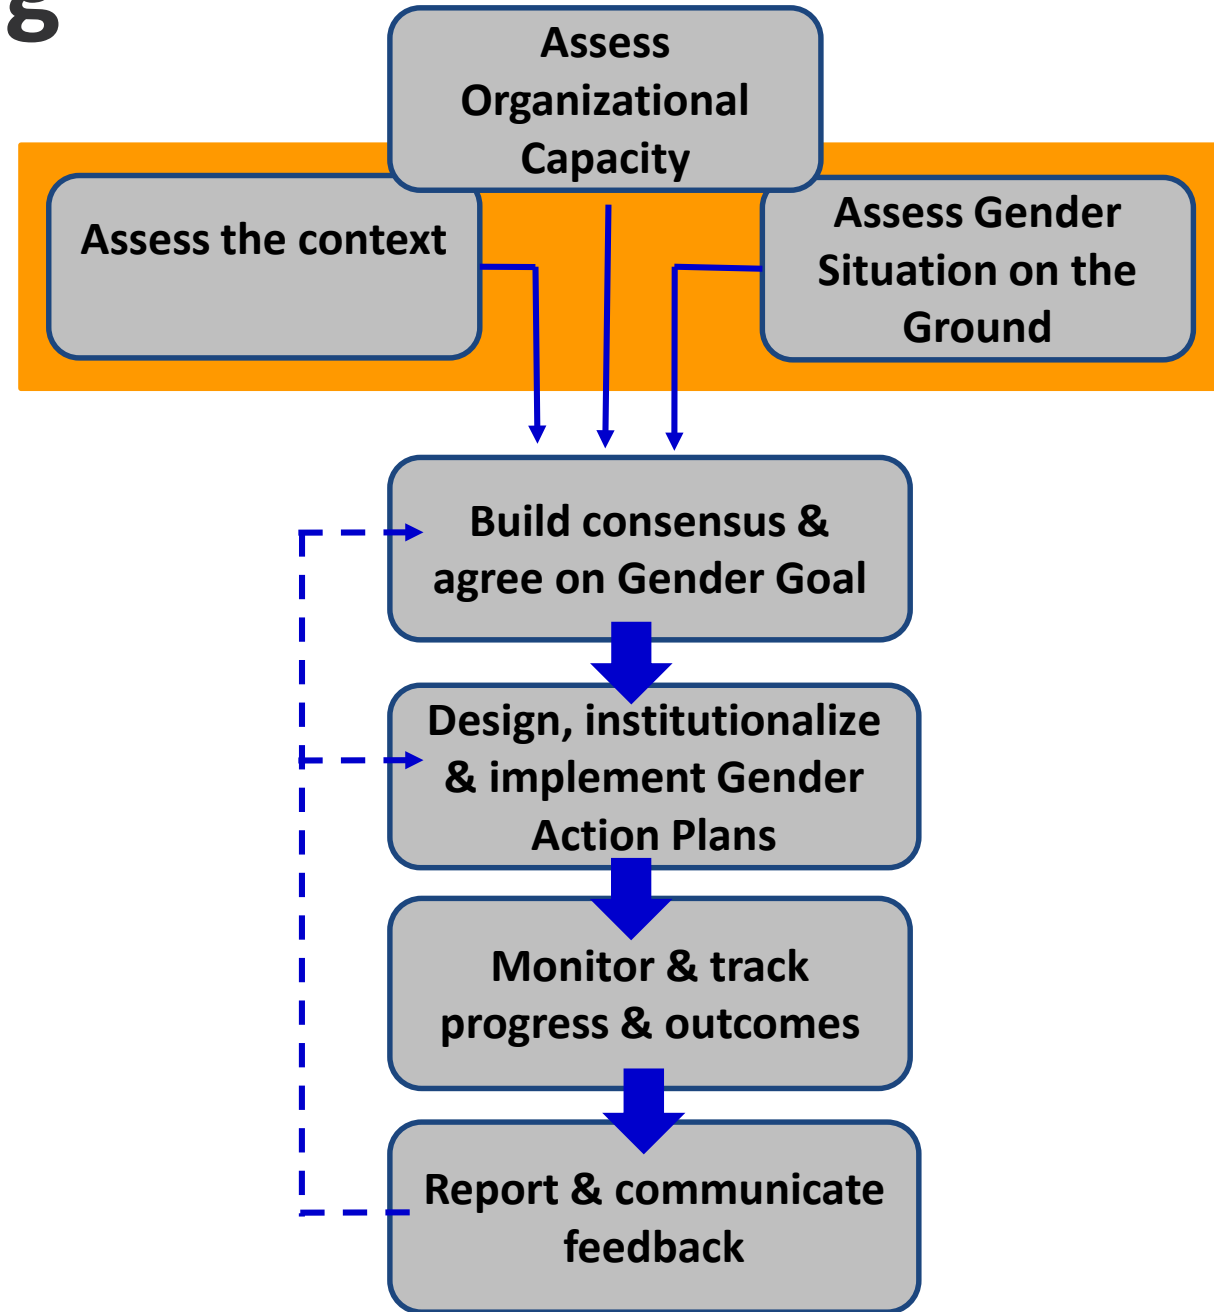 g
Assess
Organizational
Capacity
Assess the context
Assess Gender
Situation on the
Ground
Build consensus &
agree on Gender Goal
Design, institutionalize
& implement Gender
Action Plans
Monitor & track
progress & outcomes
Report & communicate
feedback